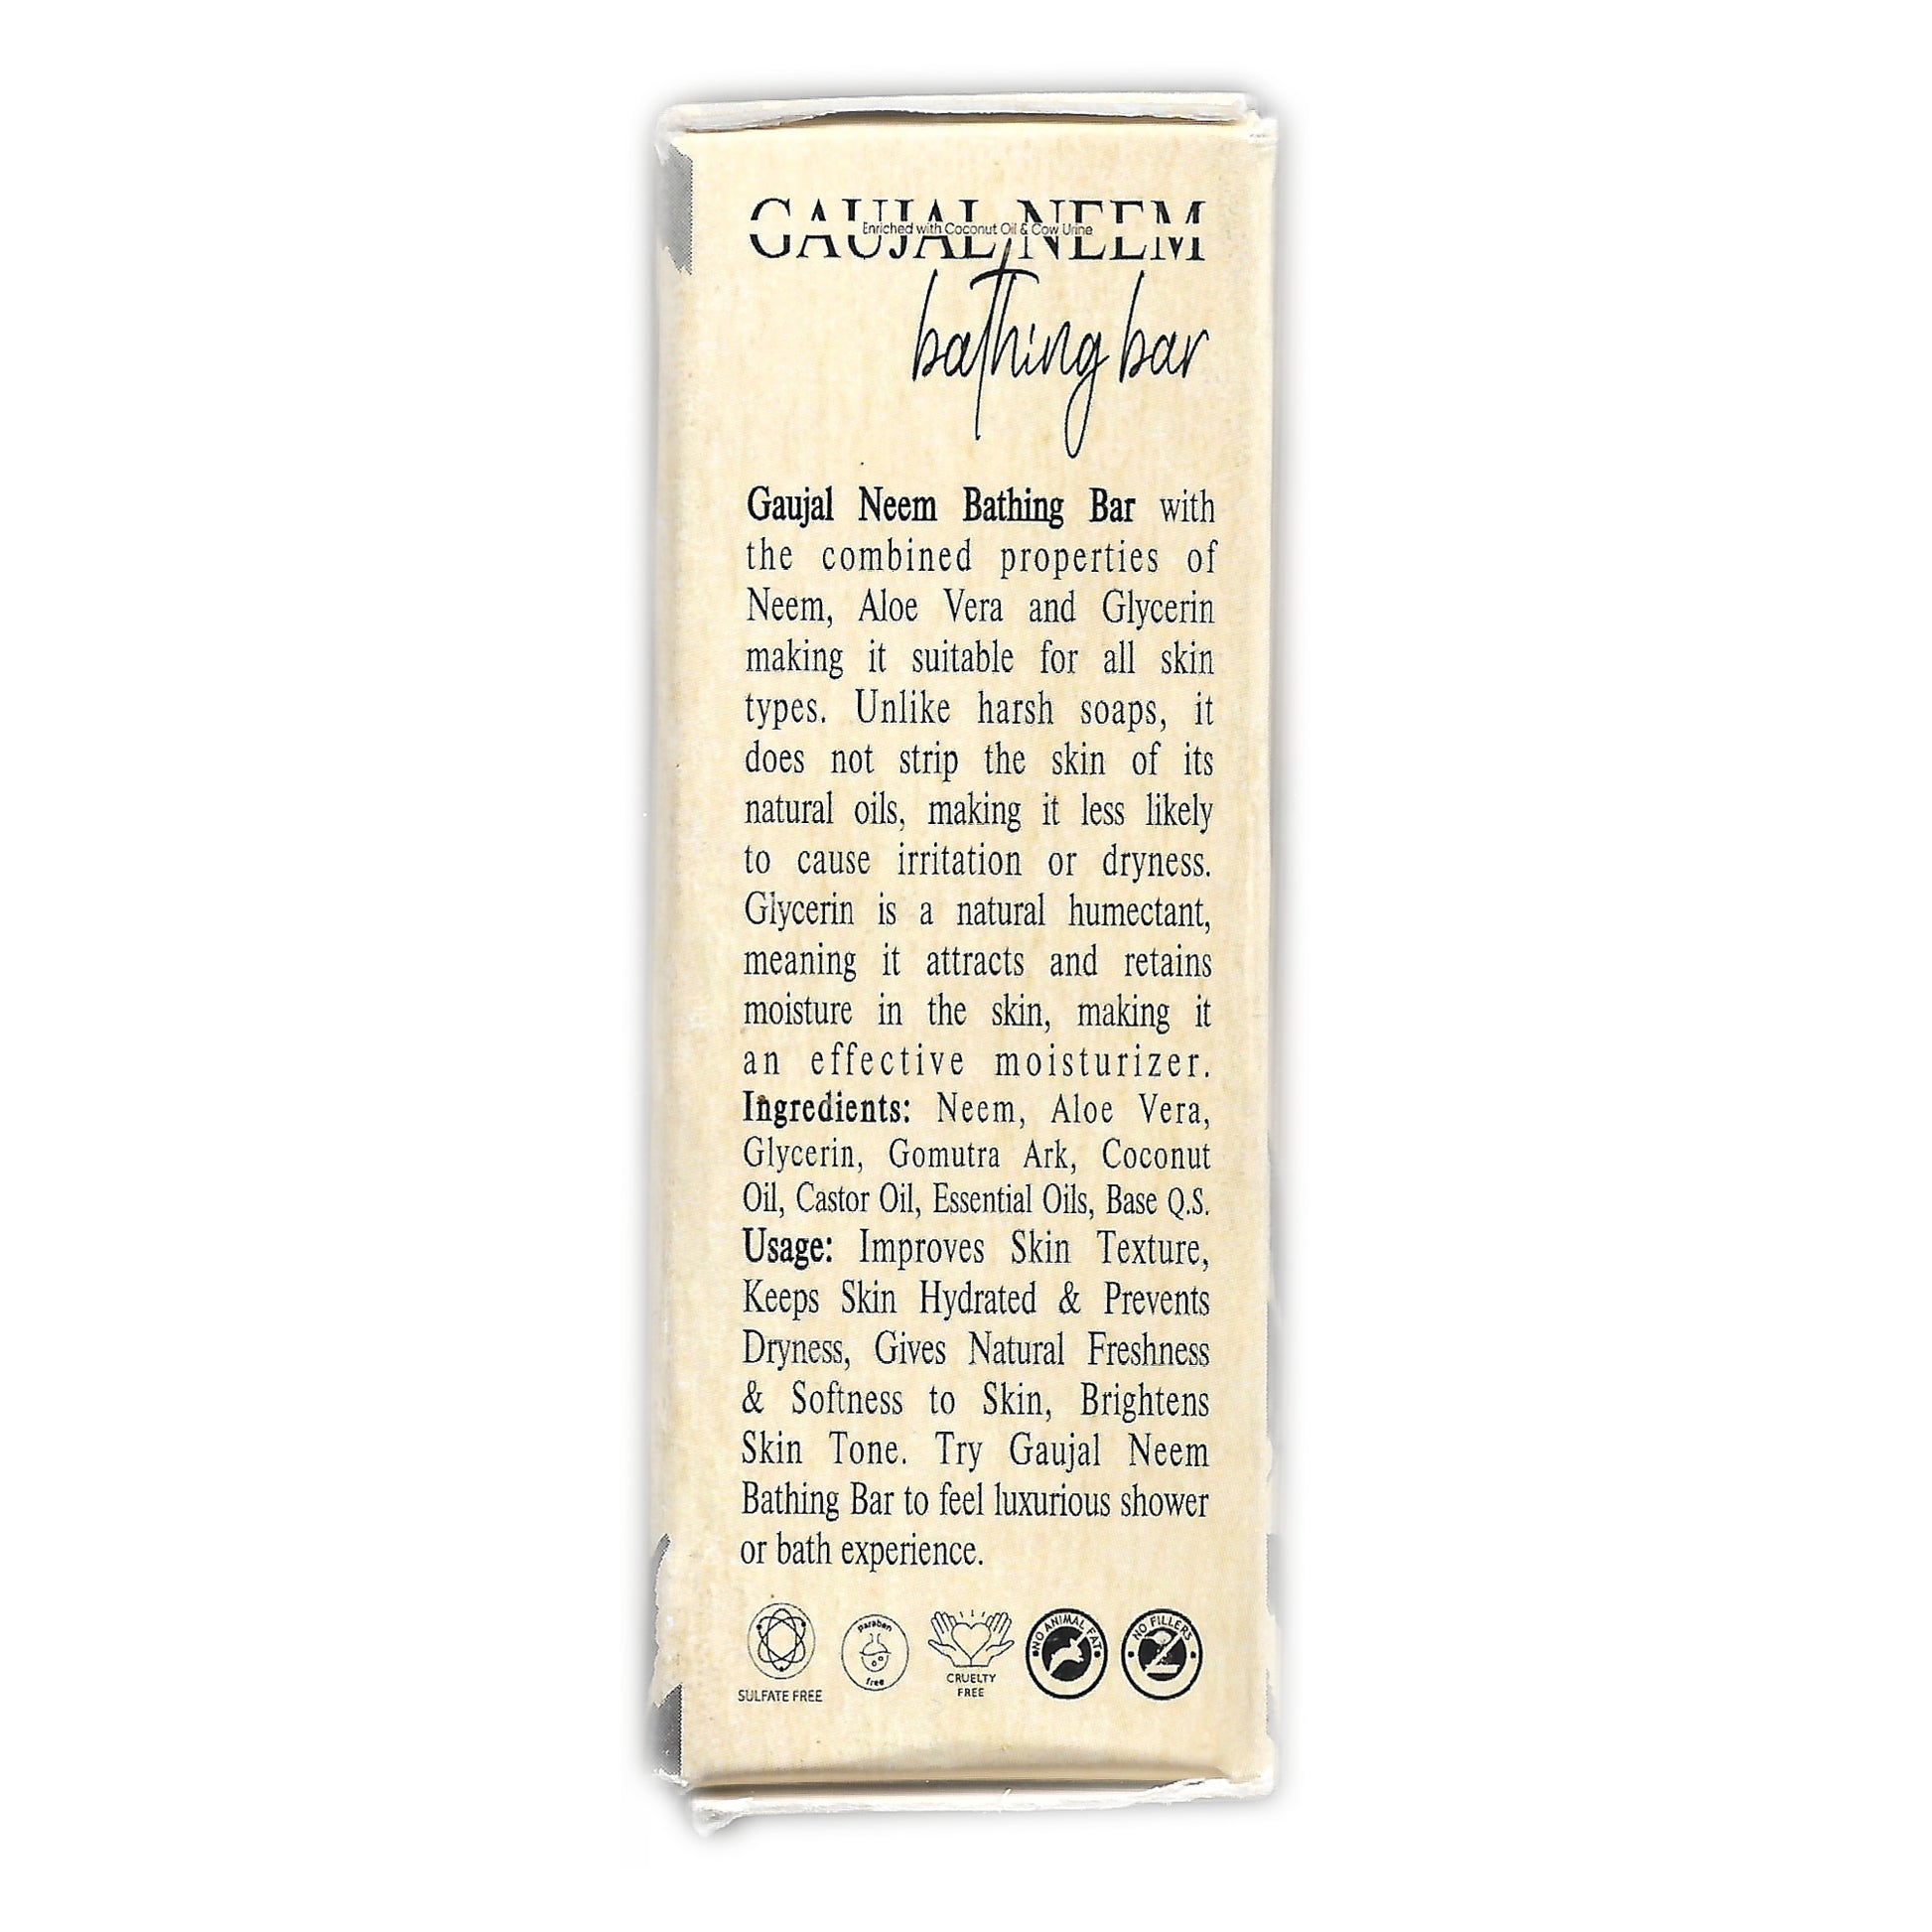 GAUJAL NEEM
Enriched with Coconut Oil & Cow Urine
bathing bar
Gaujal Neem Bathing Bar with
the combined properties of
Neem, Aloe Vera and Glycerin
making it suitable for all skin
types. Unlike harsh soaps, it
does not strip the skin of its
natural oils, making it less likely
to cause irritation or dryness.
Glycerin is a natural humectant,
meaning it attracts and retains
moisture in the skin, making it
an effective moisturizer.
Ingredients: Neem, Aloe Vera,
Glycerin, Gomutra Ark, Coconut
Oil, Castor Oil, Essential Oils, Base Q.S.
Usage: Improves Skin Texture,
Keeps Skin Hydrated & Prevents
Dryness, Gives Natural Freshness
& Softness to Skin, Brightens
Skin Tone. Try Gaujal Neem
Bathing Bar to feel luxurious shower
or bath experience.
SULFATE FREE
paraben
free
CRUELTY
FREE
NO ANIMAL FAT
NO FILLERS